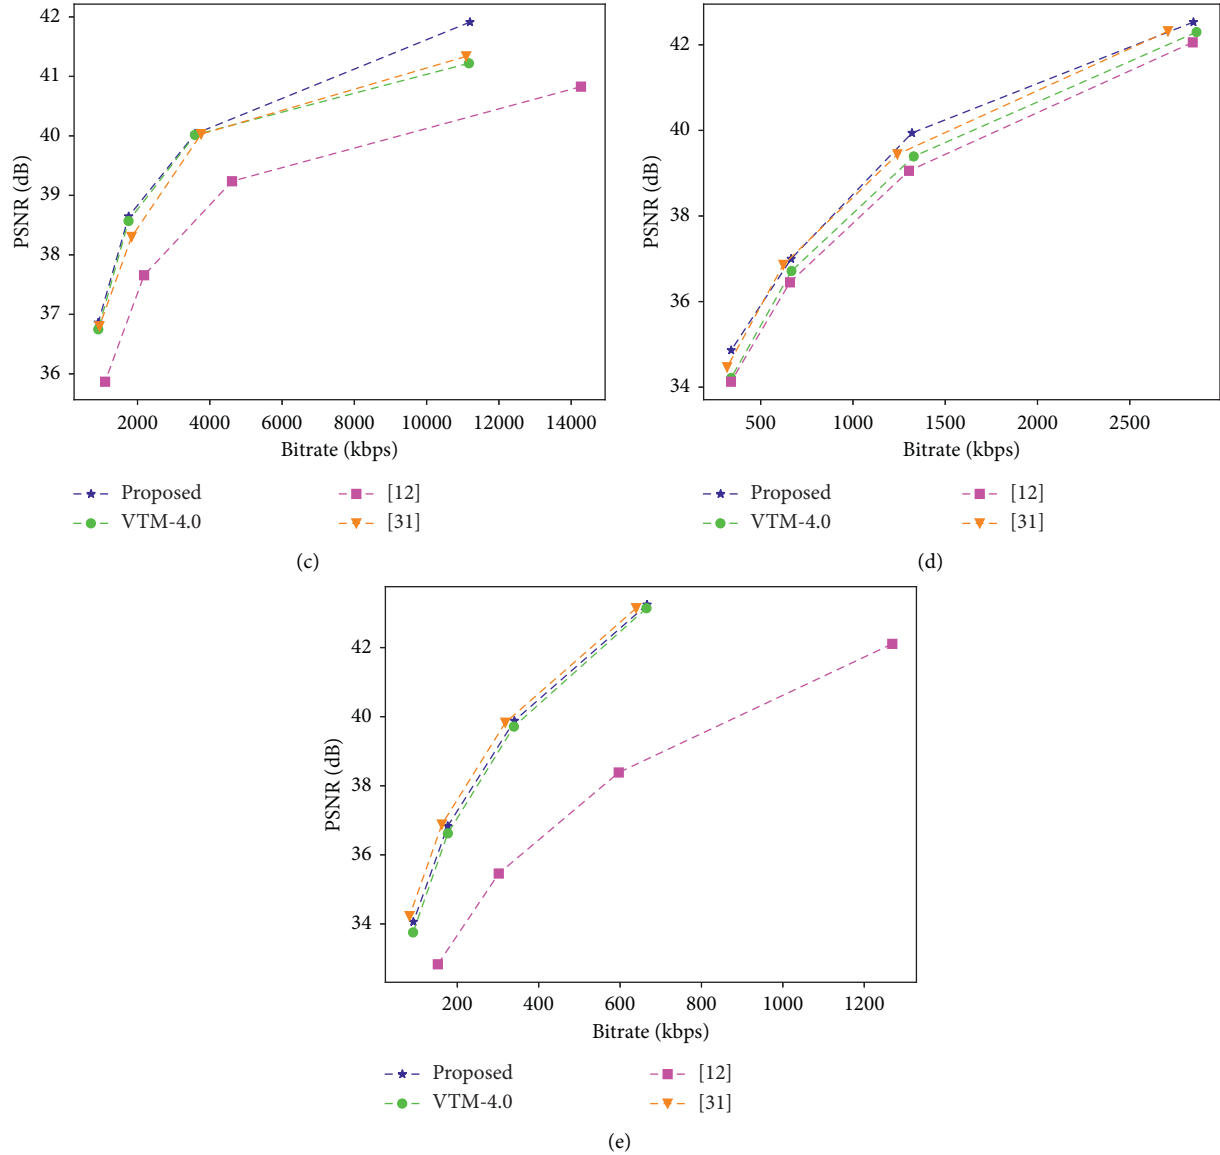 42
41
40
39
38
37
36
PSNR (dB)
2000 4000 6000 8000 10000 12000 14000
Bitrate (kbps)
Proposed [12]
VTM-4.0 [31]
(c)
42
40
38
36
34
PSNR (dB)
500 1000 1500 2000 2500
Bitrate (kbps)
Proposed [12]
VTM-4.0 [31]
(d)
42
40
38
36
34
PSNR (dB)
200 400 600 800 1000 1200
Bitrate (kbps)
Proposed [12]
VTM-4.0 [31]
(e)